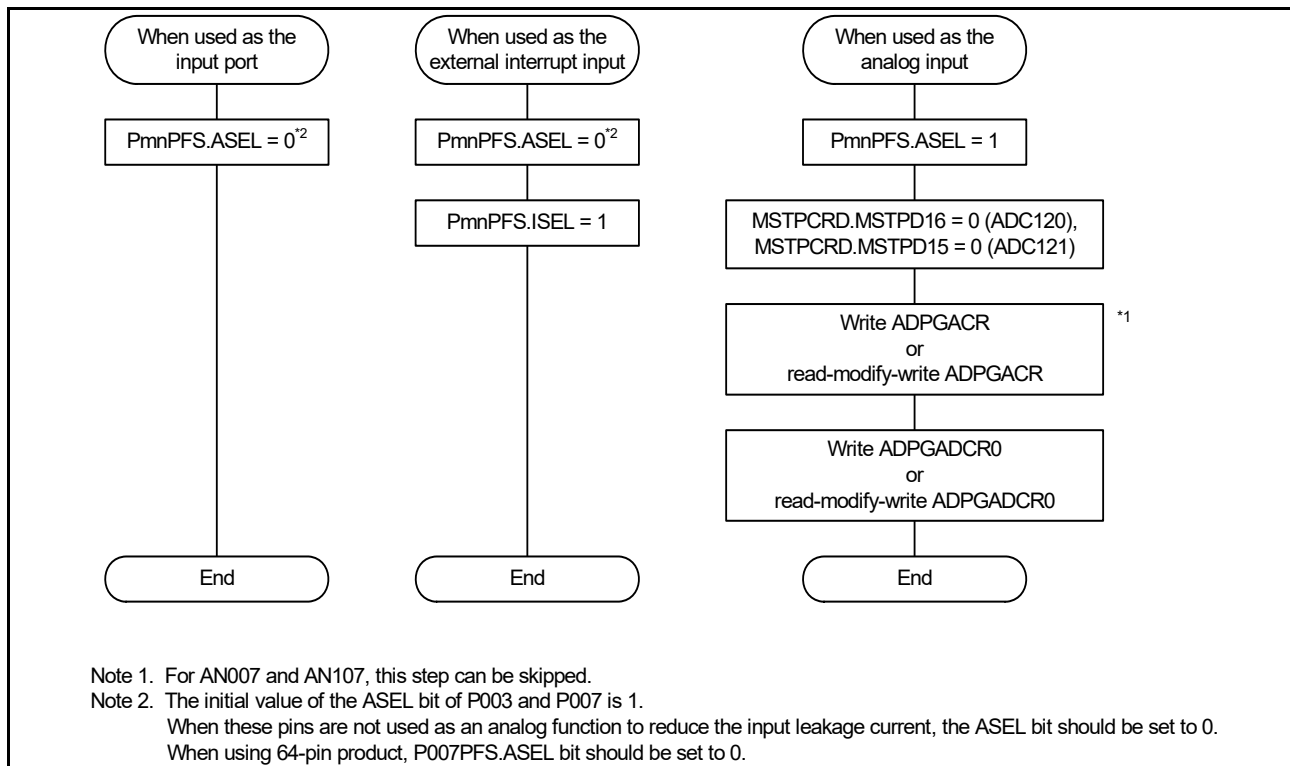 When used as the
input port
PmnPFS.ASEL = 0*2
End
When used as the
external interrupt input
PmnPFS.ASEL = 0*2
PmnPFS.ISEL = 1
End
When used as the
analog input
PmnPFS.ASEL = 1
MSTPCRD.MSTPD16 = 0 (ADC120),
MSTPCRD.MSTPD15 = 0 (ADC121)
Write ADPGACR
or
read-modify-write ADPGACR
*1
Write ADPGADCR0
or
read-modify-write ADPGADCR0
End
Note 1. For AN007 and AN107, this step can be skipped.
Note 2. The initial value of the ASEL bit of P003 and P007 is 1.
When these pins are not used as an analog function to reduce the input leakage current, the ASEL bit should be set to 0.
When using 64-pin product, P007PFS.ASEL bit should be set to 0.